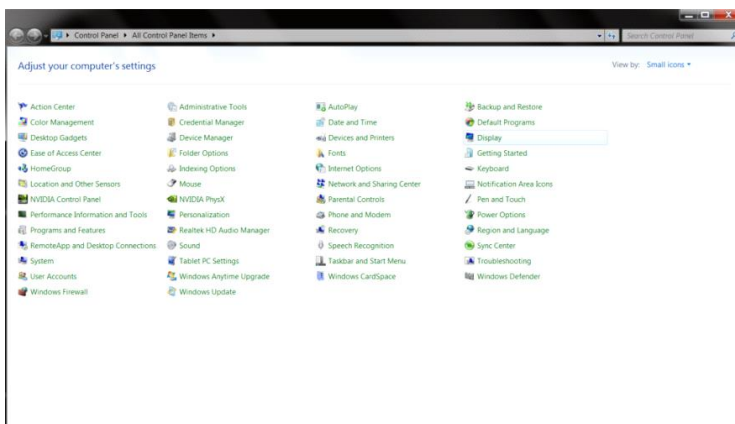 Control Panel ▸ All Control Panel Items ▸ Search Control Panel
Adjust your computer's settings View by: Small icons
Action Center Administrative Tools AutoPlay Backup and Restore
Color Management Credential Manager Date and Time Default Programs
Desktop Gadgets Device Manager Devices and Printers Display
Ease of Access Center Folder Options Fonts Getting Started
HomeGroup Indexing Options Internet Options Keyboard
Location and Other Sensors Mouse Network and Sharing Center Notification Area Icons
NVIDIA Control Panel NVIDIA PhysX Parental Controls Pen and Touch
Performance Information and Tools Personalization Phone and Modem Power Options
Programs and Features Realtek HD Audio Manager Recovery Region and Language
RemoteApp and Desktop Connections Sound Speech Recognition Sync Center
System Tablet PC Settings Taskbar and Start Menu Troubleshooting
User Accounts Windows Anytime Upgrade Windows CardSpace Windows Defender
Windows Firewall Windows Update